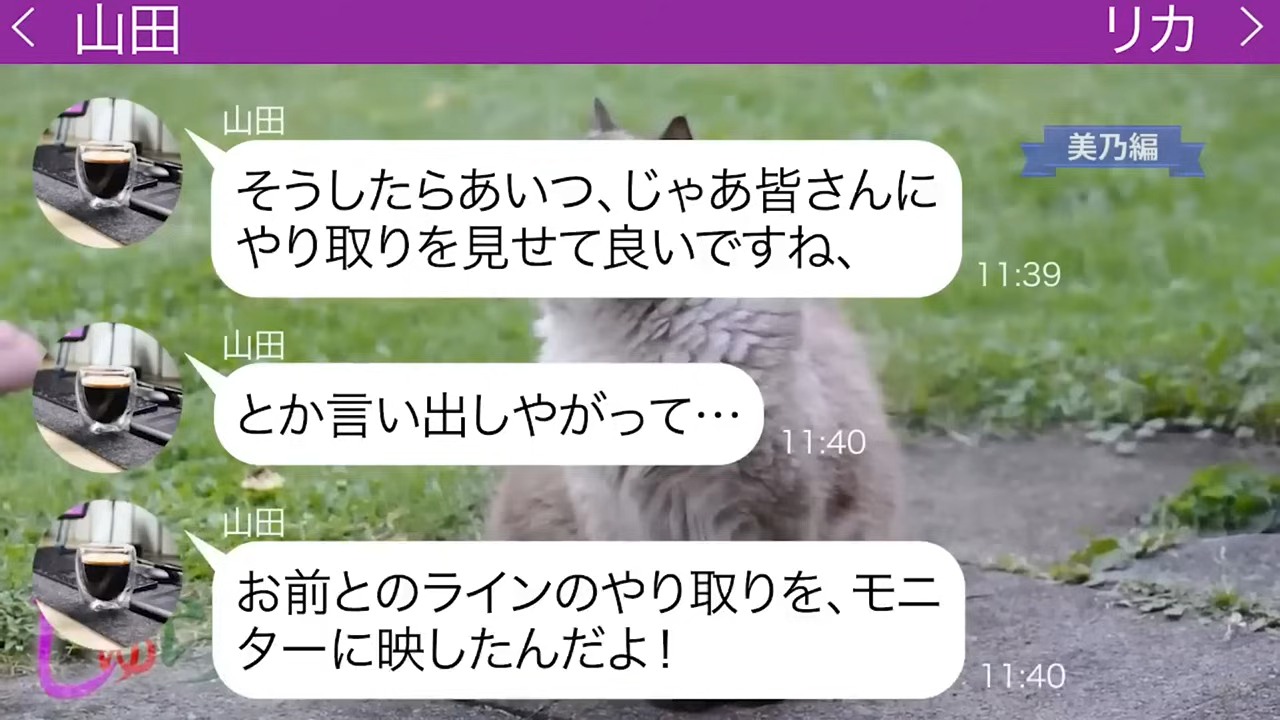 山田
リカ
美乃編
山田
そうしたらあいつ、じゃあ皆さんに
やり取りを見せて良いですね、
11:39
山田
とか言い出しやがって…
11:40
山田
お前とのラインのやり取りを、モニ
ターに映したんだよ!
11:40